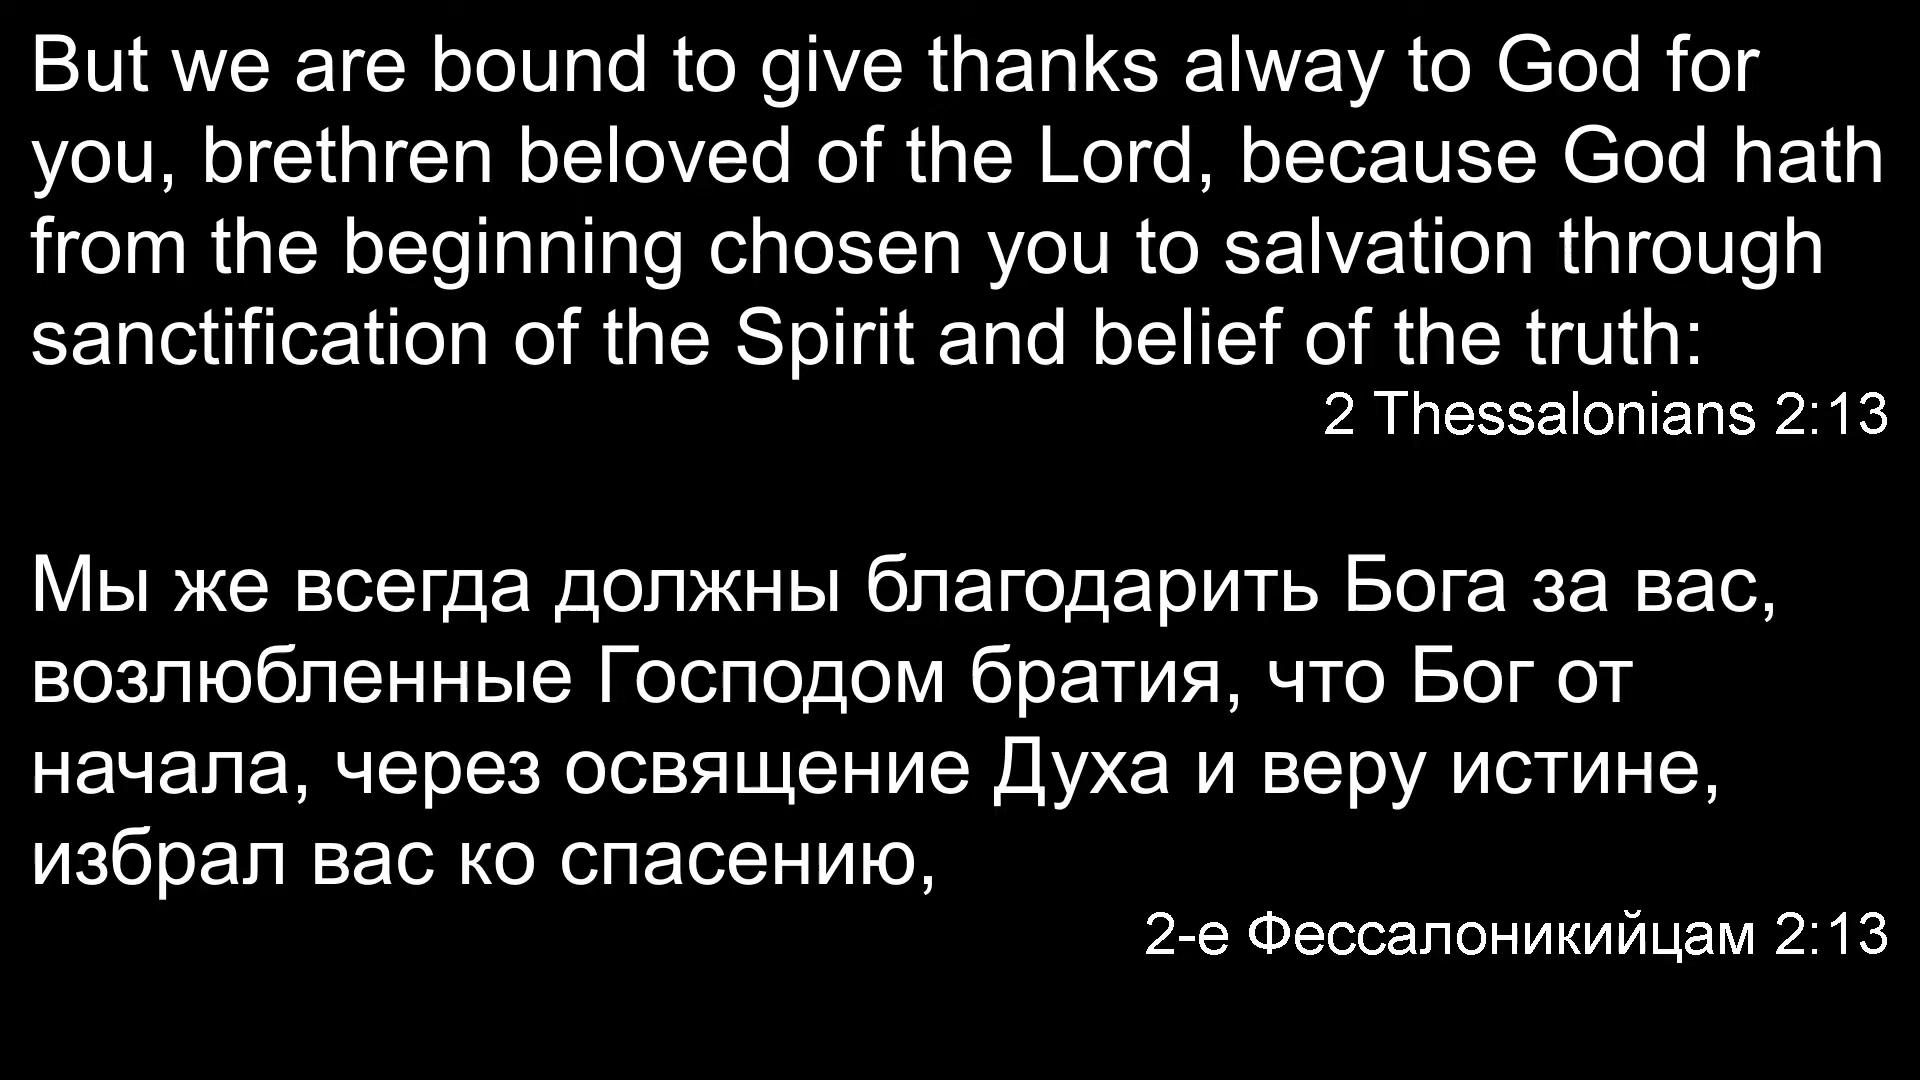 But we are bound to give thanks alway to God for
you, brethren beloved of the Lord, because God hath
from the beginning chosen you to salvation through
sanctification of the Spirit and belief of the truth:
2 Thessalonians 2:13
Мы же всегда должны благодарить Бога за вас,
возлюбленные Господом братия, что Бог от
начала, через освящение Духа и веру истине,
избрал вас ко спасению,
2-е Фессалоникийцам 2:13